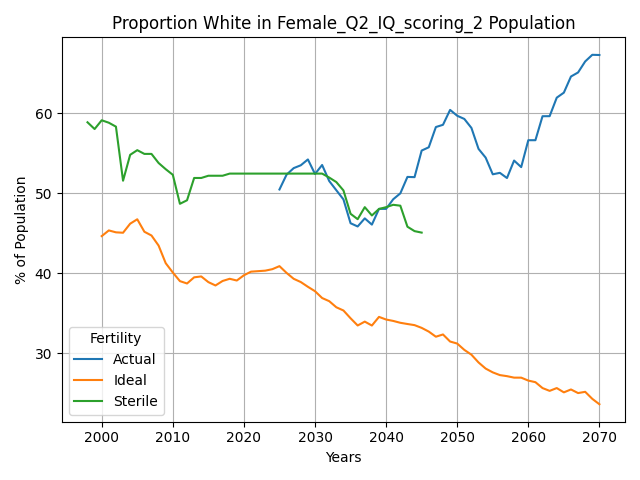 Proportion White in Female_Q2_IQ_scoring_2 Population
% of Population
60
50
40
30
Fertility
Actual
Ideal
Sterile
2000 2010 2020 2030 2040 2050 2060 2070
Years